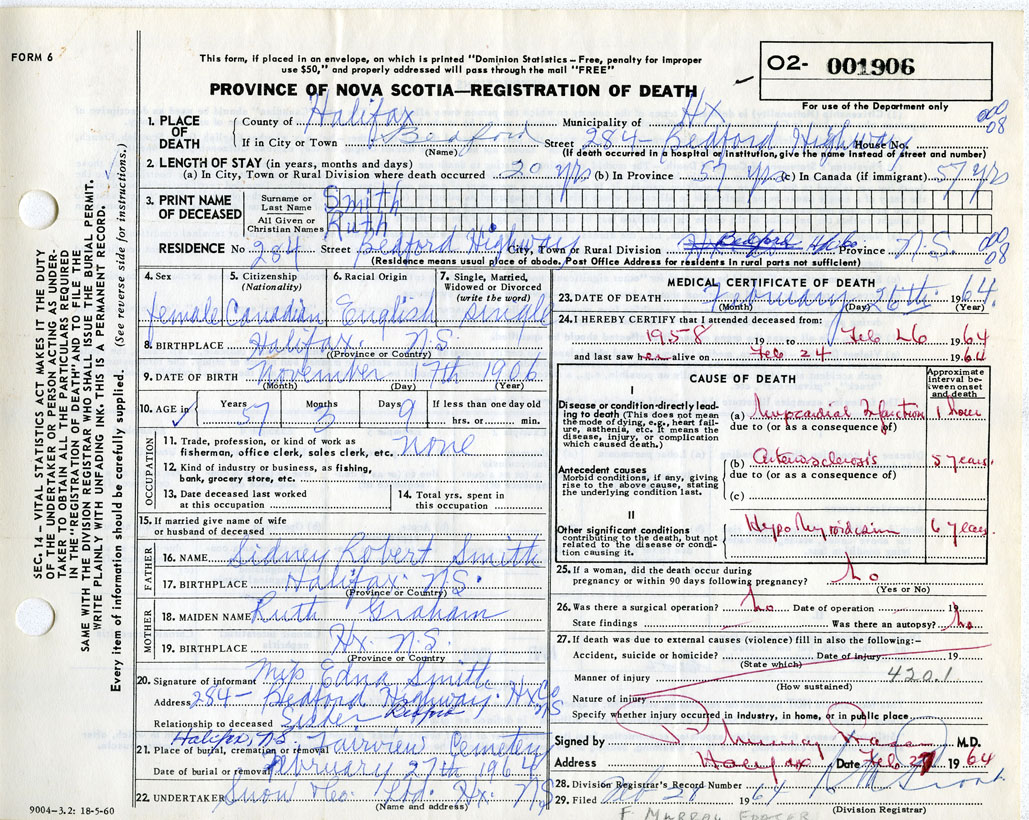 FORM 6
This form, if placed in an envelope, on which is printed "Dominion Statistics – Free, penalty for improper
use $50," and properly addressed will pass through the mail "FREE"
PROVINCE OF NOVA SCOTIA—REGISTRATION OF DEATH
02- 001906
For use of the Department only
1. PLACE OF DEATH
County of Halifax Municipality of Hx
If in City or Town Bedford Street 284 - Bedford Highway House No.
(Name) (If death occurred in a hospital or institution, give the name instead of street and number)
08
2. LENGTH OF STAY (in years, months and days)
(a) In City, Town or Rural Division where death occurred 20 yrs (b) In Province 57 yrs (c) In Canada (if immigrant) 57 yrs
3. PRINT NAME OF DECEASED
Surname or Last Name Smith
All Given or Christian Names Ruth
RESIDENCE No 284 Street Bedford Highway City, Town or Rural Division Bedford Hfx Co. Province N.S.
08
(Residence means usual place of abode. Post Office Address for residents in rural parts not sufficient)
4. Sex
female
5. Citizenship
(Nationality)
Canadian
6. Racial Origin
English
7. Single, Married,
Widowed or Divorced
(write the word)
single
8. BIRTHPLACE Halifax N.S.
(Province or Country)
9. DATE OF BIRTH November 17th 1906
(Month) (Day) (Year)
10. AGE in
Years Months Days If less than one day old
57 3 9 hrs. or min.
OCCUPATION
11. Trade, profession, or kind of work as
fisherman, office clerk, sales clerk, etc. none
12. Kind of industry or business, as fishing,
bank, grocery store, etc.
13. Date deceased last worked
at this occupation
14. Total yrs. spent in
this occupation
15. If married give name of wife
or husband of deceased
FATHER
16. NAME Sidney Robert Smith
17. BIRTHPLACE Halifax N.S.
(Province or Country)
MOTHER
18. MAIDEN NAME Ruth Graham
19. BIRTHPLACE Hx. N.S.
(Province or Country)
20. Signature of informant Miss Edna Smith
Address 284 - Bedford Highway. Hx Co
Bedford N/S
Relationship to deceased Sister
Halifax, N.S.
21. Place of burial, cremation or removal Fairview Cemetery
Date of burial or removal February 27th 1964
22. UNDERTAKER Snow Ltd. Hx. N/S
(Name and address)
9004-3.2: 18-5-60
MEDICAL CERTIFICATE OF DEATH
23. DATE OF DEATH February 26th 1964.
(Month) (Day) (Year)
24. I HEREBY CERTIFY that I attended deceased from:
1958 19 to Feb 26 1964
and last saw her alive on Feb 24 1964
CAUSE OF DEATH
Approximate
interval be-
tween onset
and death
I
Disease or condition directly lead-
ing to death (This does not mean
the mode of dying, e.g., heart fail-
ure, asthenia, etc. It means the
disease, injury, or complication
which caused death.)
(a) Myocardial Infarction 1 hour
due to (or as a consequence of)
Antecedent causes
Morbid conditions, if any, giving
rise to the above cause, stating
the underlying condition last.
(b) Arteriosclerosis 5 years.
due to (or as a consequence of)
(c)
II
Other significant conditions
contributing to the death, but not
related to the disease or condi-
tion causing it.
Hypothyroidism 6 years
25. If a woman, did the death occur during
pregnancy or within 90 days following pregnancy? No
(Yes or No)
26. Was there a surgical operation? No Date of operation 19
State findings Was there an autopsy? No
27. If death was due to external causes (violence) fill in also the following:–
Accident, suicide or homicide? Date of injury 19
(State which)
Manner of injury 4201
(How sustained)
Nature of injury
Specify whether injury occurred in Industry, in home, or in public place
Signed by M.D.
Address Halifax Date Feb 27 1964
28. Division Registrar's Record Number
29. Filed Feb 28 1964
(Division Registrar)
F MURRAY FRASER
SEC. 14 – VITAL STATISTICS ACT MAKES IT THE DUTY
OF THE UNDERTAKER OR PERSON ACTING AS UNDER-
TAKER TO OBTAIN ALL THE PARTICULARS REQUIRED
IN THE "REGISTRATION OF DEATH" AND TO FILE THE
SAME WITH THE DIVISION REGISTRAR WHO SHALL ISSUE THE BURIAL PERMIT.
WRITE PLAINLY WITH UNFADING INK. THIS IS A PERMANENT RECORD.
Every item of information should be carefully supplied. (See reverse side for instructions.)